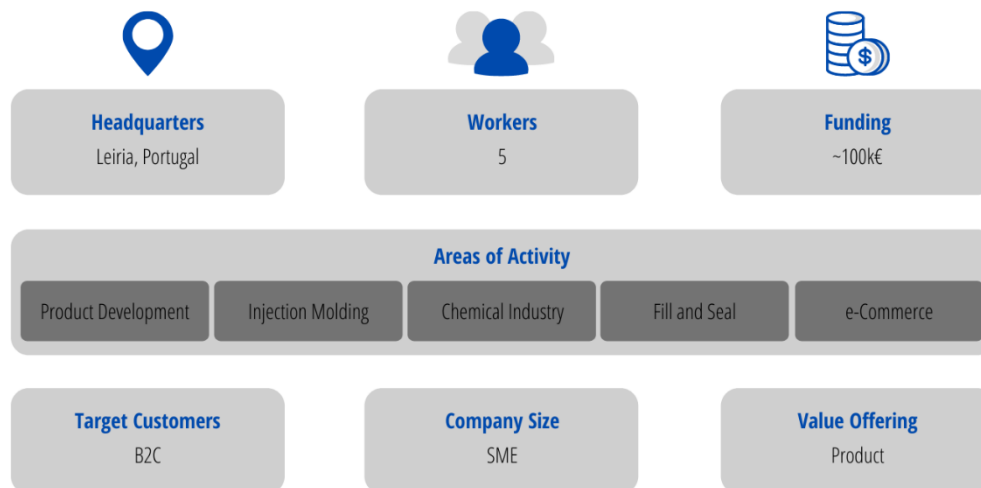 Headquarters
Leiria, Portugal
Workers
5
$
Funding
~100k€
Areas of Activity
Product Development
Injection Molding
Chemical Industry
Fill and Seal
e-Commerce
Target Customers
B2C
Company Size
SME
Value Offering
Product